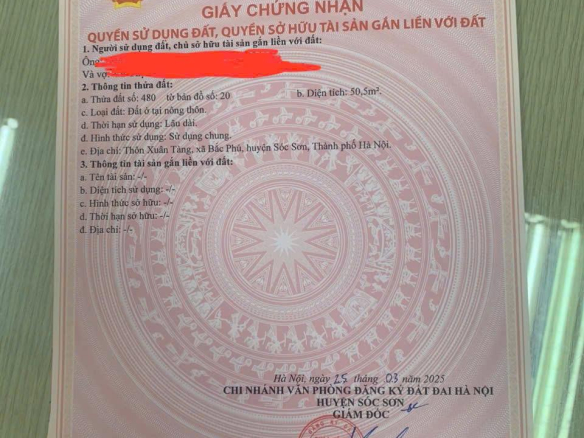 GIẤY CHỨNG NHẬN
QUYỀN SỬ DỤNG ĐẤT, QUYỀN SỞ HỮU TÀI SẢN GẮN LIỀN VỚI ĐẤT
1. Người sử dụng đất, chủ sở hữu tài sản gắn liền với đất:
Ông
Và vợ:
2. Thông tin thửa đất:
a. Thửa đất số: 480 tờ bản đồ số: 20 b. Diện tích: 50,5m².
c. Loại đất: Đất ở tại nông thôn.
d. Thời hạn sử dụng: Lâu dài.
đ. Hình thức sử dụng: Sử dụng chung.
e. Địa chỉ: Thôn Xuân Tảng, xã Bắc Phú, huyện Sóc Sơn, Thành phố Hà Nội.
3. Thông tin tài sản gắn liền với đất:
a. Tên tài sản: -/-
b. Diện tích sử dụng: -/-
c. Hình thức sở hữu: -/-
d. Thời hạn sở hữu: -/-
đ. Địa chỉ: -/-
Hà Nội, ngày 25 tháng 03 năm 2025
CHI NHÁNH VĂN PHÒNG ĐĂNG KÝ ĐẤT ĐAI HÀ NỘI
HUYỆN SÓC SƠN
GIÁM ĐỐC